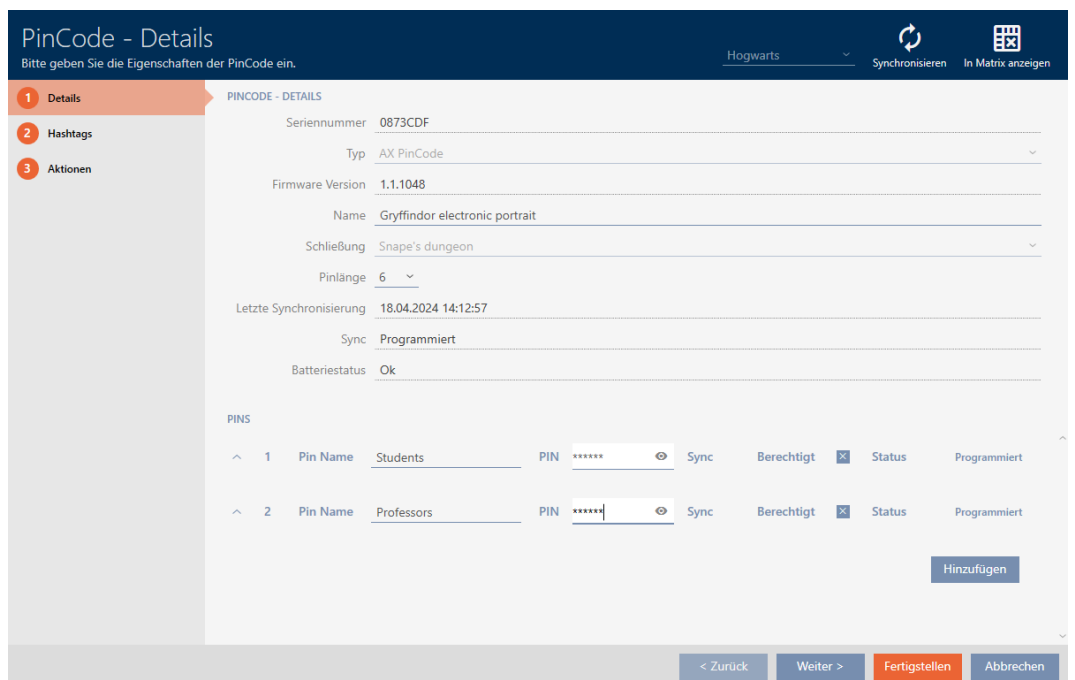 PinCode - Details
Bitte geben Sie die Eigenschaften der PinCode ein.
Hogwarts
Synchronisieren
In Matrix anzeigen
1 Details
2 Hashtags
3 Aktionen
PINCODE - DETAILS
Seriennummer 0873CDF
Typ AX PinCode
Firmware Version 1.1.1048
Name Gryffindor electronic portrait
Schließung Snape's dungeon
Pinlänge 6
Letzte Synchronisierung 18.04.2024 14:12:57
Sync Programmiert
Batteriestatus Ok
PINS
1 Pin Name Students PIN ****** Sync Berechtigt Status Programmiert
2 Pin Name Professors PIN ****** Sync Berechtigt Status Programmiert
Hinzufügen
< Zurück Weiter > Fertigstellen Abbrechen